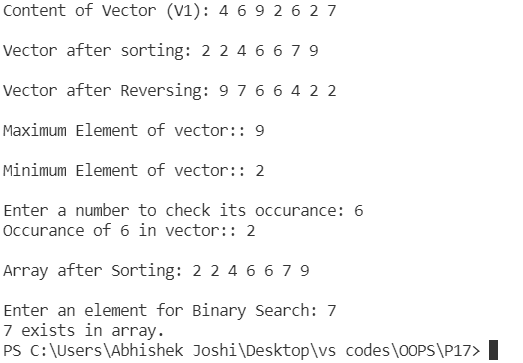 Content of Vector (V1): 4 6 9 2 6 2 7
Vector after sorting: 2 2 4 6 6 7 9
Vector after Reversing: 9 7 6 6 4 2 2
Maximum Element of vector:: 9
Minimum Element of vector:: 2
Enter a number to check its occurance: 6
Occurance of 6 in vector:: 2
Array after Sorting: 2 2 4 6 6 7 9
Enter an element for Binary Search: 7
7 exists in array.
PS C:\Users\Abhishek Joshi\Desktop\vs codes\OOPS\P17>